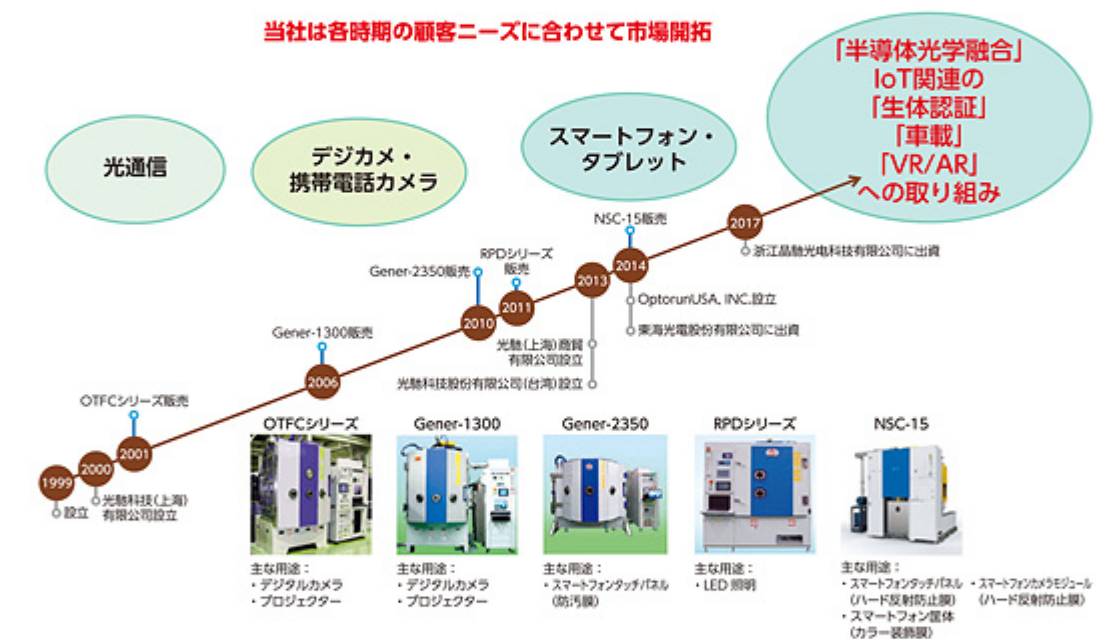 当社は各時期の顧客ニーズに合わせて市場開拓
光通信
デジカメ・
携帯電話カメラ
スマートフォン・
タブレット
「半導体光学融合」
IoT関連の
「生体認証」
「車載」
「VR/AR」
への取り組み
1999
設立
2000
光馳科技(上海)
有限公司設立
2001
OTFCシリーズ販売
2006
Gener-1300販売
2010
Gener-2350販売
2011
RPDシリーズ
販売
2013
光馳(上海)商貿
有限公司設立
光馳科技股份有限公司(台湾)設立
2014
NSC-15販売
OptorunUSA, INC.設立
東海光電股份有限公司に出資
2017
浙江晶馳光电科技有限公司に出資
OTFCシリーズ
主な用途：
・デジタルカメラ
・プロジェクター
Gener-1300
主な用途：
・デジタルカメラ
・プロジェクター
Gener-2350
主な用途：
・スマートフォンタッチパネル
(防汚膜)
RPDシリーズ
主な用途：
・LED 照明
NSC-15
主な用途：
・スマートフォンタッチパネル
(ハード反射防止膜)
・スマートフォン筐体
(カラー装飾膜)
・スマートフォンカメラモジュール
(ハード反射防止膜)